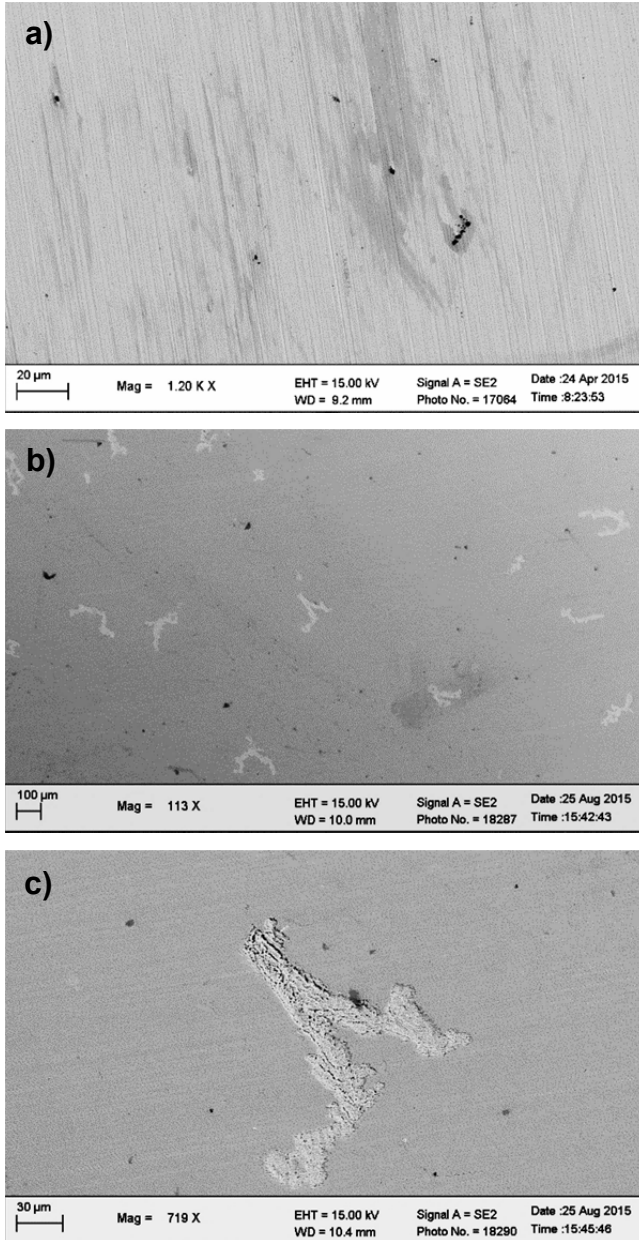 a)
20 µm Mag = 1.20 K X EHT = 15.00 kV Signal A = SE2 Date :24 Apr 2015
WD = 9.2 mm Photo No. = 17064 Time :8:23:53
b)
100 µm Mag = 113 X EHT = 15.00 kV Signal A = SE2 Date :25 Aug 2015
WD = 10.0 mm Photo No. = 18287 Time :15:42:43
c)
30 µm Mag = 719 X EHT = 15.00 kV Signal A = SE2 Date :25 Aug 2015
WD = 10.4 mm Photo No. = 18290 Time :15:45:46